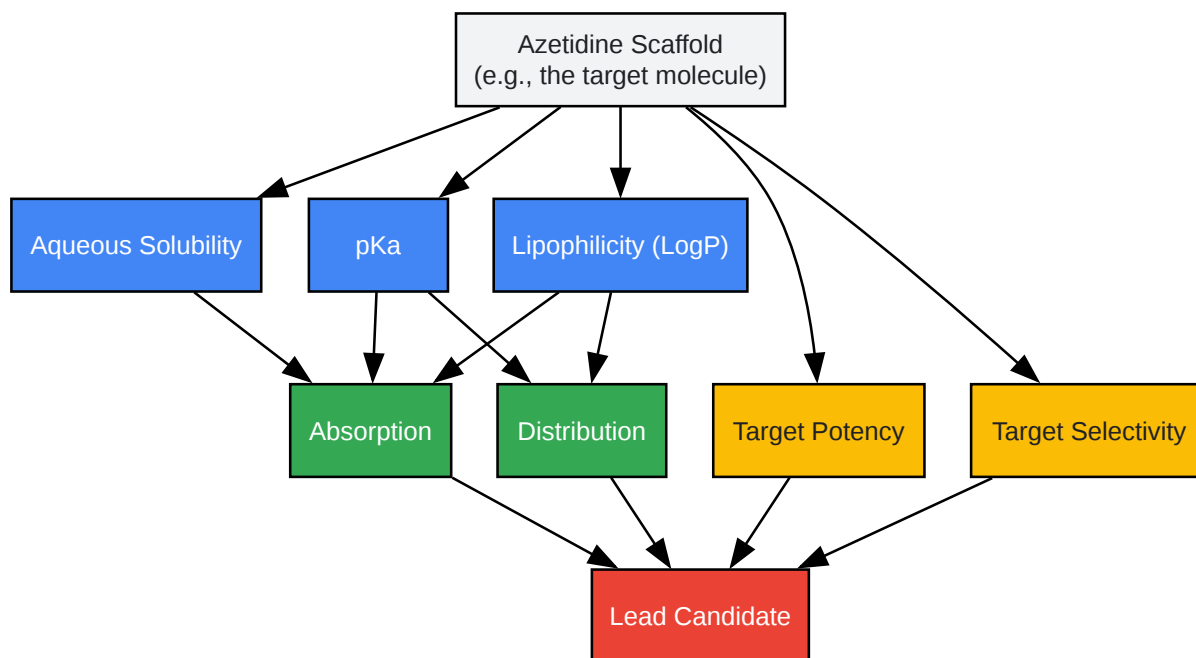 Azetidine Scaffold
(e.g., the target molecule)
Aqueous Solubility
pKa
Lipophilicity (LogP)
Absorption
Distribution
Target Potency
Target Selectivity
Lead Candidate